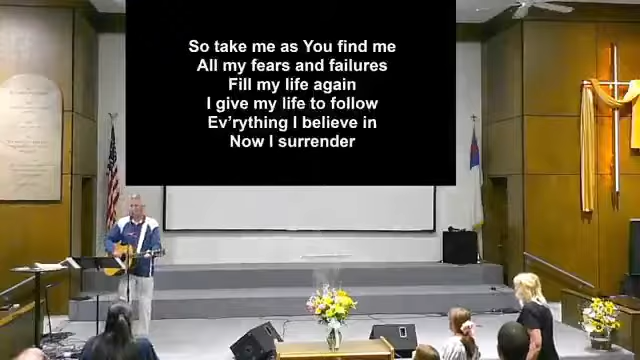 So take me as You find me
All my fears and failures
Fill my life again
I give my life to follow
Ev'rything I believe in
Now I surrender